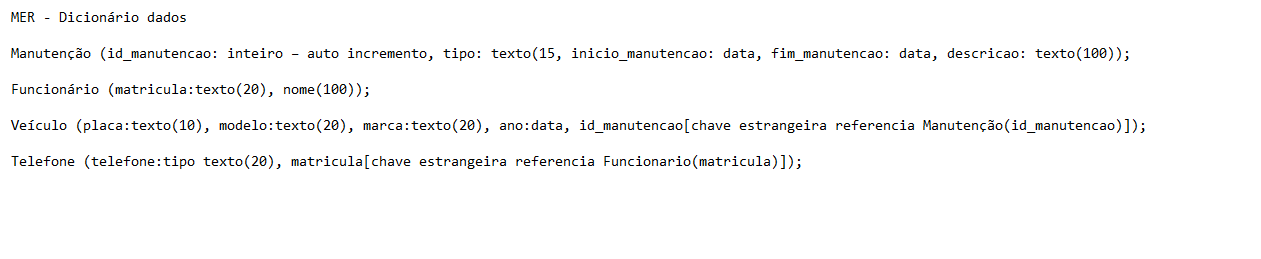 MER - Dicionário dados
Manutenção (id_manutencao: inteiro – auto incremento, tipo: texto(15, inicio_manutencao: data, fim_manutencao: data, descricao: texto(100));
Funcionário (matricula:texto(20), nome(100));
Veículo (placa:texto(10), modelo:texto(20), marca:texto(20), ano:data, id_manutencao[chave estrangeira referencia Manutenção(id_manutencao)]);
Telefone (telefone:tipo texto(20), matricula[chave estrangeira referencia Funcionario(matricula)]);